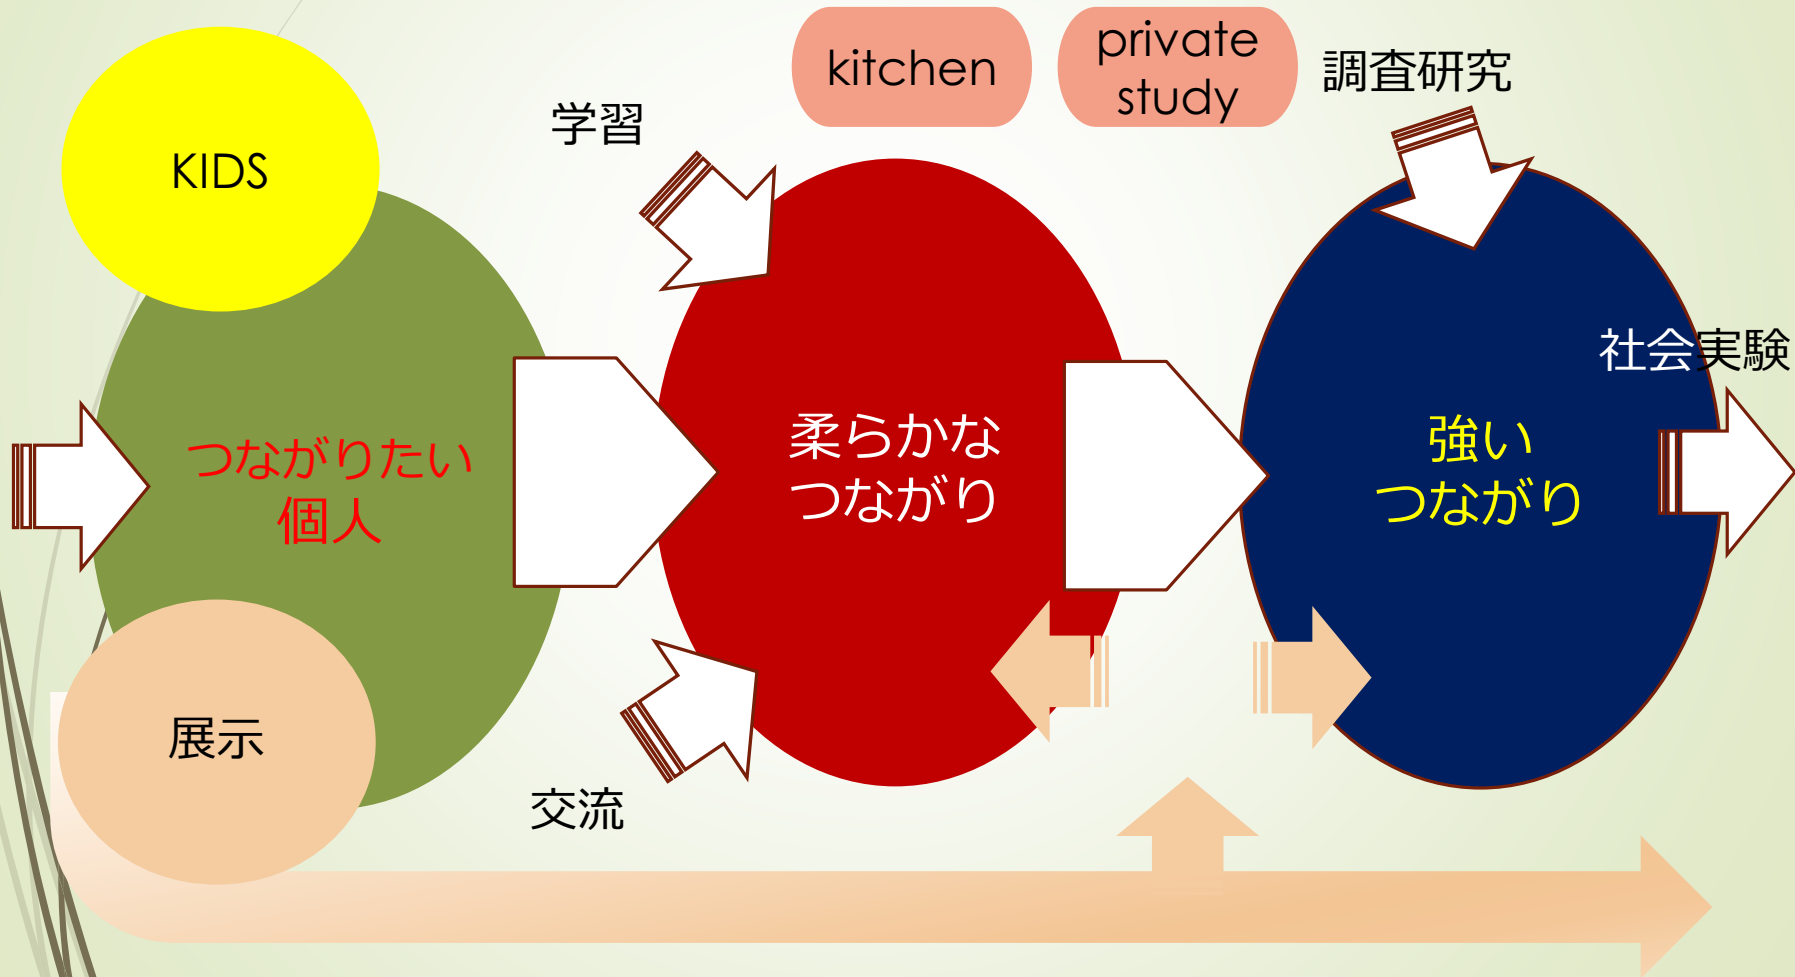 kitchen
private
study
調査研究
学習
KIDS
社会実験
つながりたい
個人
柔らかな
つながり
強い
つながり
展示
交流